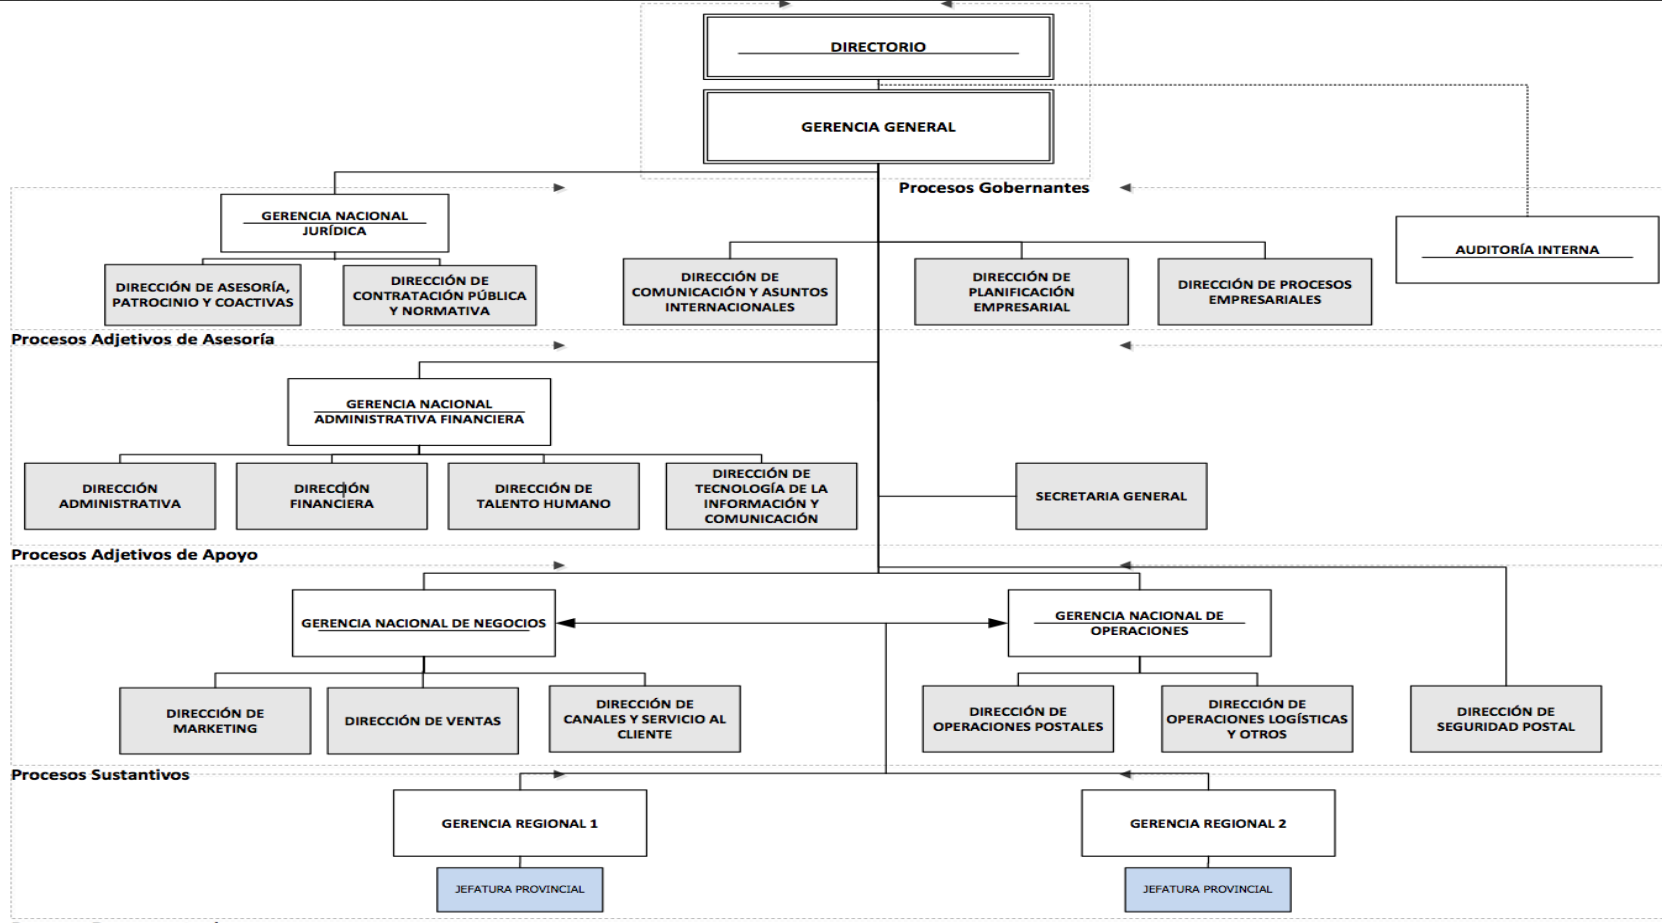 DIRECTORIO
GERENCIA GENERAL
Procesos Gobernantes
GERENCIA NACIONAL
JURÍDICA
AUDITORÍA INTERNA
DIRECCIÓN DE ASESORÍA,
PATROCINIO Y COACTIVAS
DIRECCIÓN DE
CONTRATACIÓN PÚBLICA
Y NORMATIVA
DIRECCIÓN DE
COMUNICACIÓN Y ASUNTOS
INTERNACIONALES
DIRECCIÓN DE
PLANIFICACIÓN
EMPRESARIAL
DIRECCIÓN DE PROCESOS
EMPRESARIALES
Procesos Adjetivos de Asesoría
GERENCIA NACIONAL
ADMINISTRATIVA FINANCIERA
DIRECCIÓN
ADMINISTRATIVA
DIRECCIÓN
FINANCIERA
DIRECCIÓN DE
TALENTO HUMANO
DIRECCIÓN DE
TECNOLOGÍA DE LA
INFORMACIÓN Y
COMUNICACIÓN
SECRETARIA GENERAL
Procesos Adjetivos de Apoyo
GERENCIA NACIONAL DE NEGOCIOS
GERENCIA NACIONAL DE
OPERACIONES
DIRECCIÓN DE
MARKETING
DIRECCIÓN DE VENTAS
DIRECCIÓN DE
CANALES Y SERVICIO AL
CLIENTE
DIRECCIÓN DE
OPERACIONES POSTALES
DIRECCIÓN DE
OPERACIONES LOGÍSTICAS
Y OTROS
DIRECCIÓN DE
SEGURIDAD POSTAL
Procesos Sustantivos
GERENCIA REGIONAL 1
GERENCIA REGIONAL 2
JEFATURA PROVINCIAL
JEFATURA PROVINCIAL